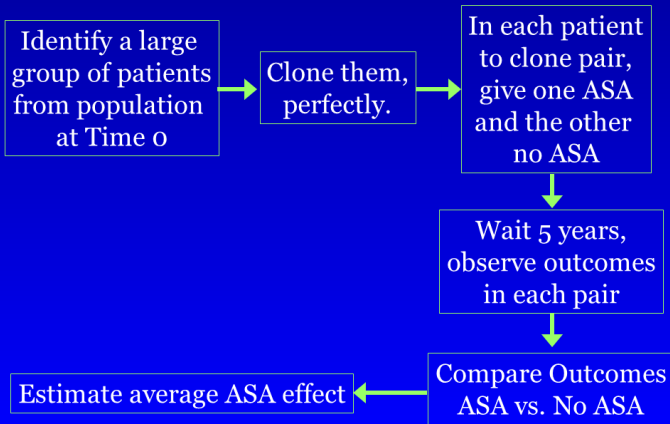 Identify a large
group of patients
from population
at Time 0
Clone them,
perfectly.
In each patient
to clone pair,
give one ASA
and the other
no ASA
Wait 5 years,
observe outcomes
in each pair
Compare Outcomes
ASA vs. No ASA
Estimate average ASA effect